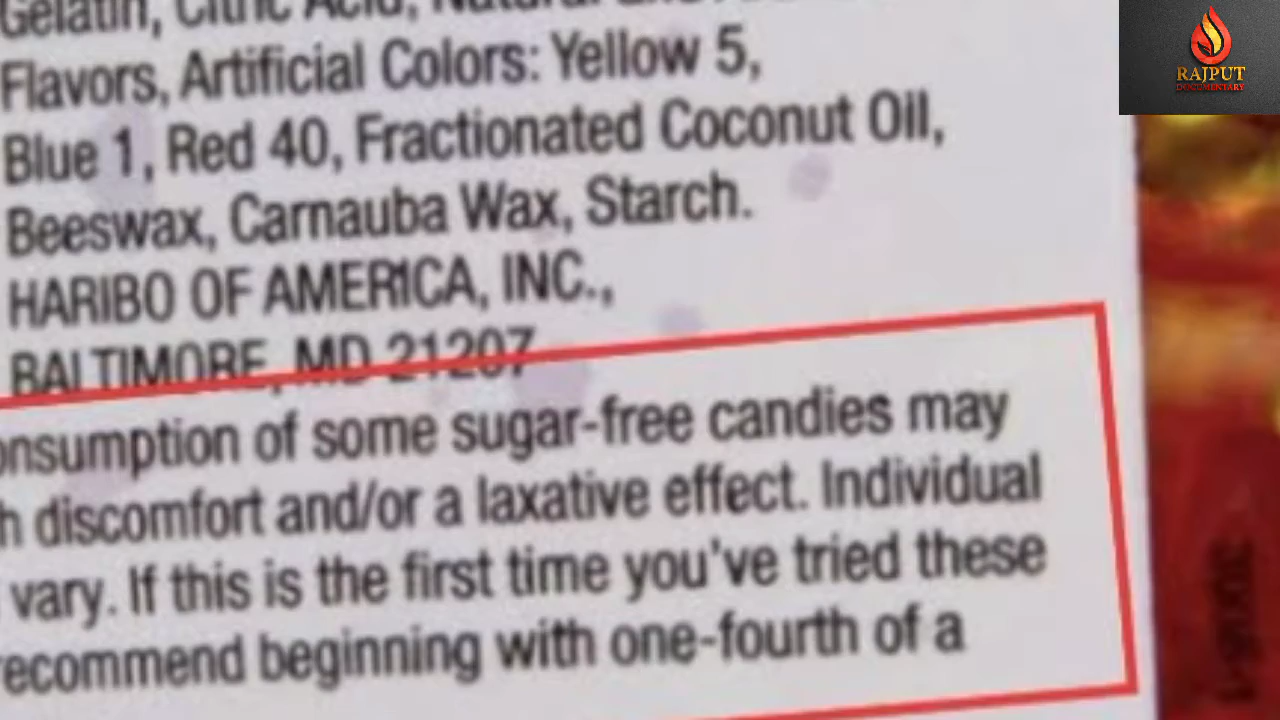 Gelatin, Citric Acid, Natural and
Flavors, Artificial Colors: Yellow 5,
Blue 1, Red 40, Fractionated Coconut Oil,
Beeswax, Carnauba Wax, Starch.
HARIBO OF AMERICA, INC.,
BALTIMORE, MD 21207
onsumption of some sugar-free candies may
h discomfort and/or a laxative effect. Individual
vary. If this is the first time you've tried these
recommend beginning with one-fourth of a
RAJPUT
DOCUMENTARY